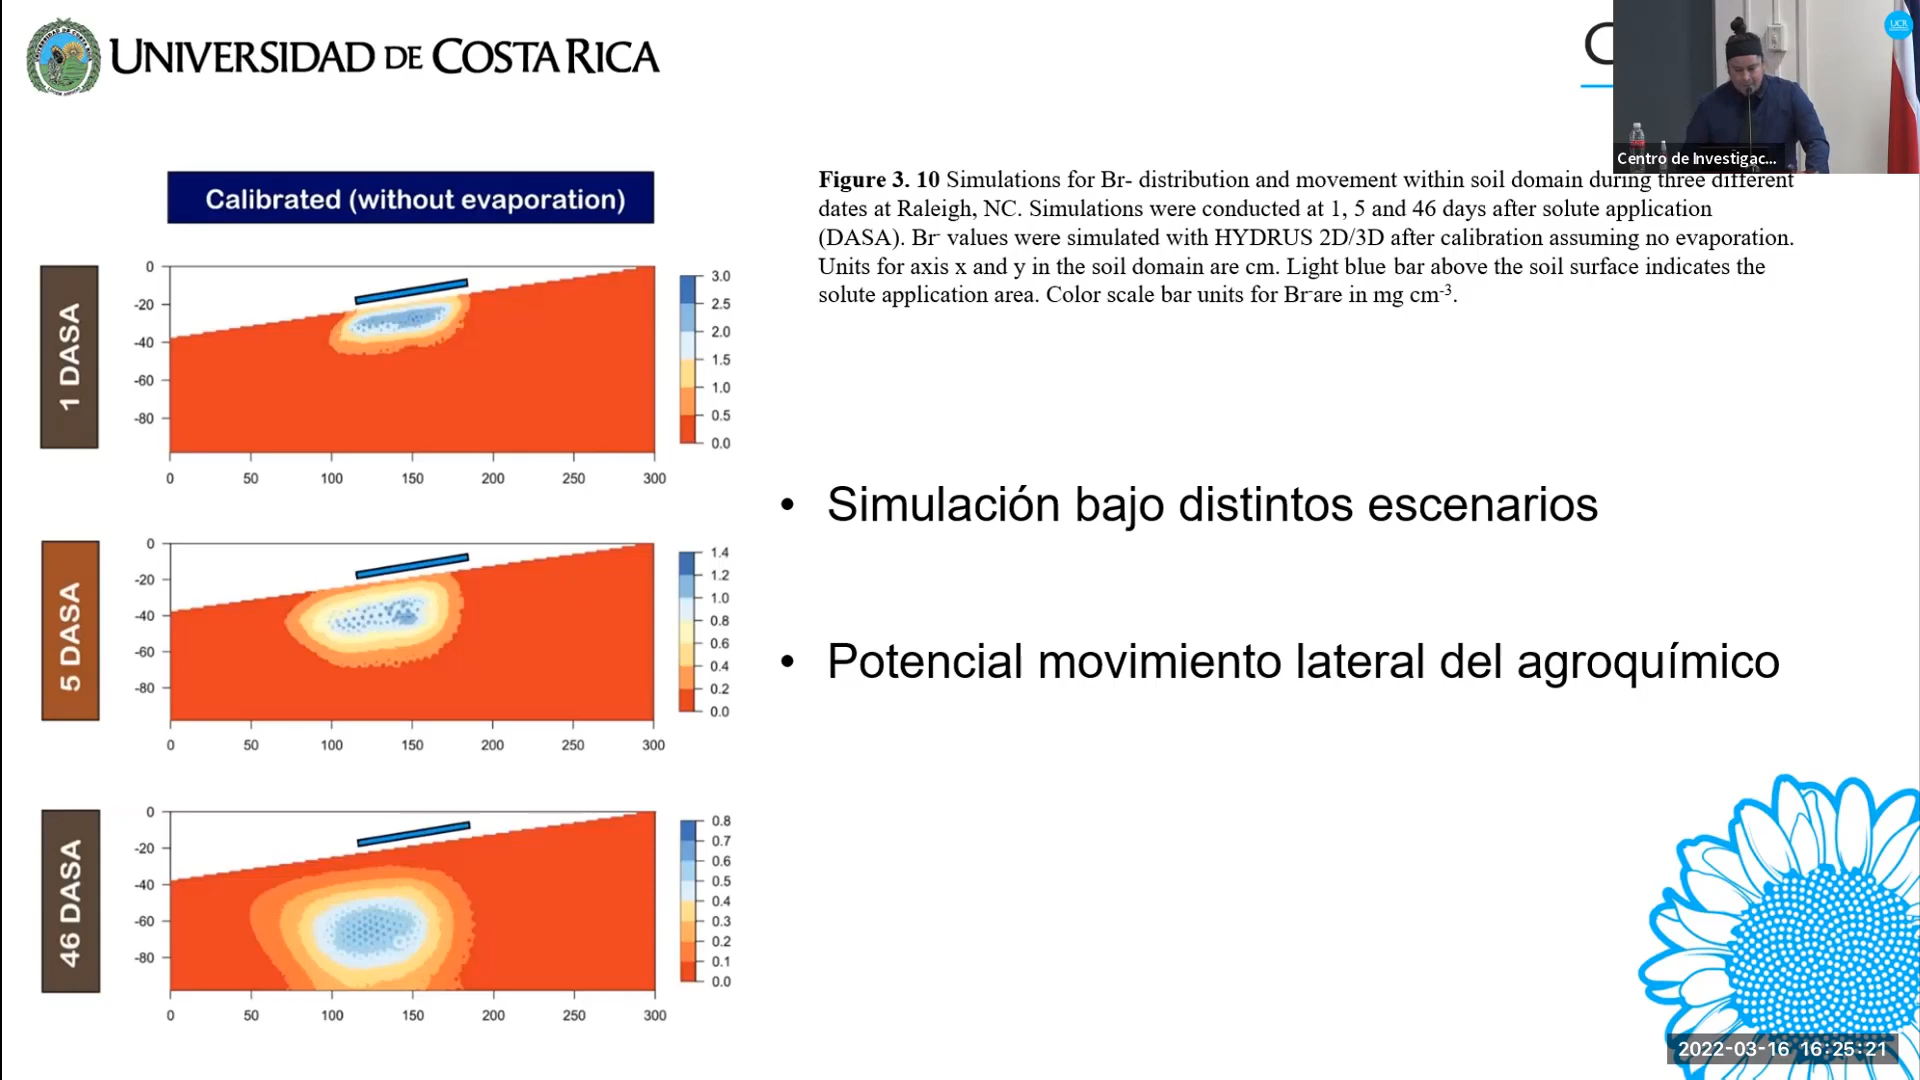 UNIVERSIDAD DE COSTA RICA
UCR
Centro de Investigac...
Calibrated (without evaporation)
Figure 3. 10 Simulations for Br- distribution and movement within soil domain during three different
dates at Raleigh, NC. Simulations were conducted at 1, 5 and 46 days after solute application
(DASA). Br⁻ values were simulated with HYDRUS 2D/3D after calibration assuming no evaporation.
Units for axis x and y in the soil domain are cm. Light blue bar above the soil surface indicates the
solute application area. Color scale bar units for Br⁻are in mg cm⁻³.
1 DASA
0
-20
-40
-60
-80
0 50 100 150 200 250 300
3.0
2.5
2.0
1.5
1.0
0.5
0.0
• Simulación bajo distintos escenarios
5 DASA
0
-20
-40
-60
-80
0 50 100 150 200 250 300
1.4
1.2
1.0
0.8
0.6
0.4
0.2
0.0
• Potencial movimiento lateral del agroquímico
46 DASA
0
-20
-40
-60
-80
0 50 100 150 200 250 300
0.8
0.7
0.6
0.5
0.4
0.3
0.2
0.1
0.0
2022-03-16 16:25:21